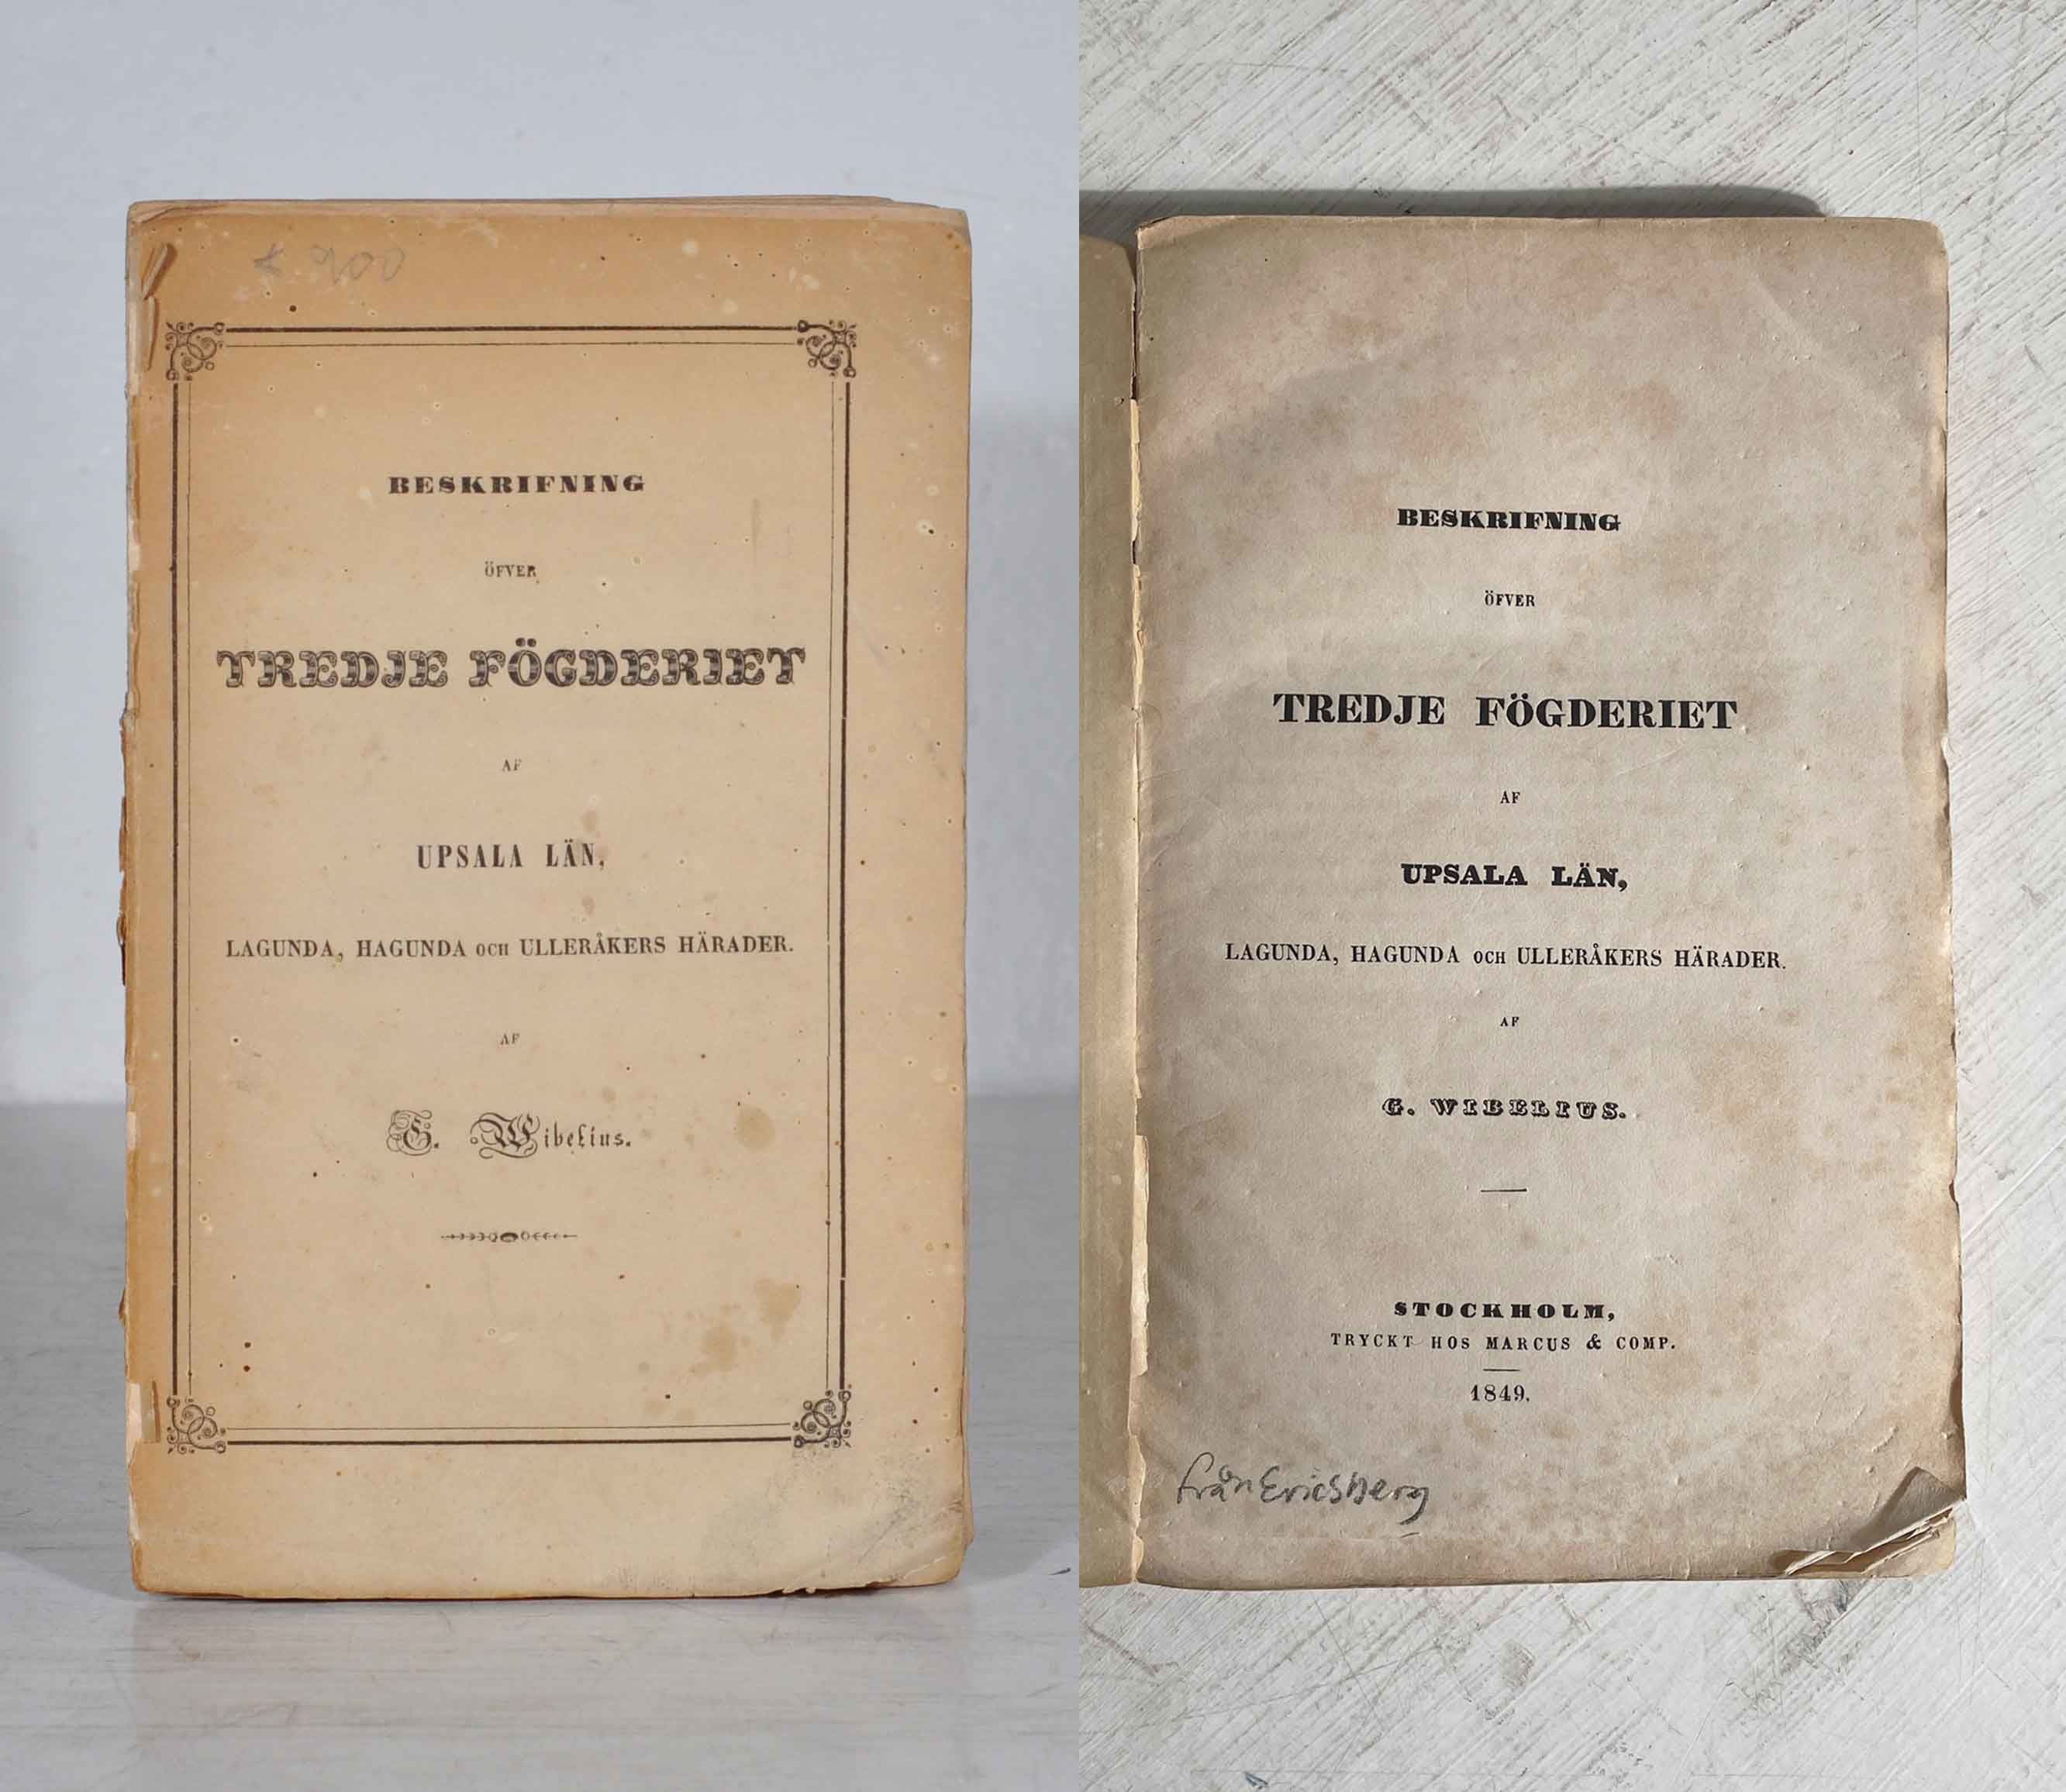 BESKRIFNING
ÖFVER
TREDJE FÖGDERIET
AF
UPSALA LÄN,
LAGUNDA, HAGUNDA OCH ULLERÅKERS HÄRADER.
AF
G. Wibelius.
BESKRIFNING
ÖFVER
TREDJE FÖGDERIET
AF
UPSALA LÄN,
LAGUNDA, HAGUNDA OCH ULLERÅKERS HÄRADER.
AF
G. WIBELIUS.
STOCKHOLM,
TRYCKT HOS MARCUS & COMP.
1849.
från Ericsberg